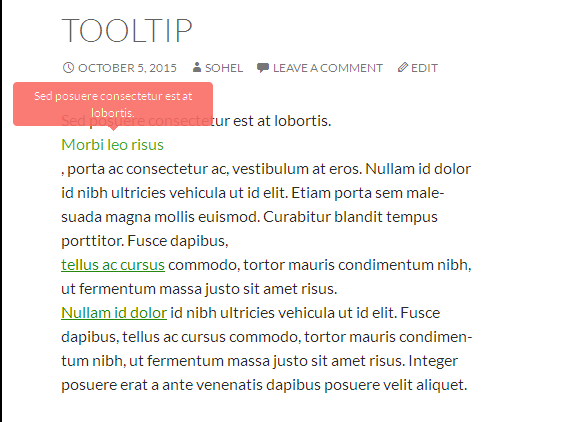 TOOLTIP
OCTOBER 5, 2015 SOHEL LEAVE A COMMENT EDIT
Sed posuere consectetur est at
lobortis.
Sed posuere consectetur est at lobortis.
Morbi leo risus
, porta ac consectetur ac, vestibulum at eros. Nullam id dolor
id nibh ultricies vehicula ut id elit. Etiam porta sem male-
suada magna mollis euismod. Curabitur blandit tempus
porttitor. Fusce dapibus,
tellus ac cursus commodo, tortor mauris condimentum nibh,
ut fermentum massa justo sit amet risus.
Nullam id dolor id nibh ultricies vehicula ut id elit. Fusce
dapibus, tellus ac cursus commodo, tortor mauris condimen-
tum nibh, ut fermentum massa justo sit amet risus. Integer
posuere erat a ante venenatis dapibus posuere velit aliquet.